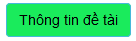 Thông tin đề tài